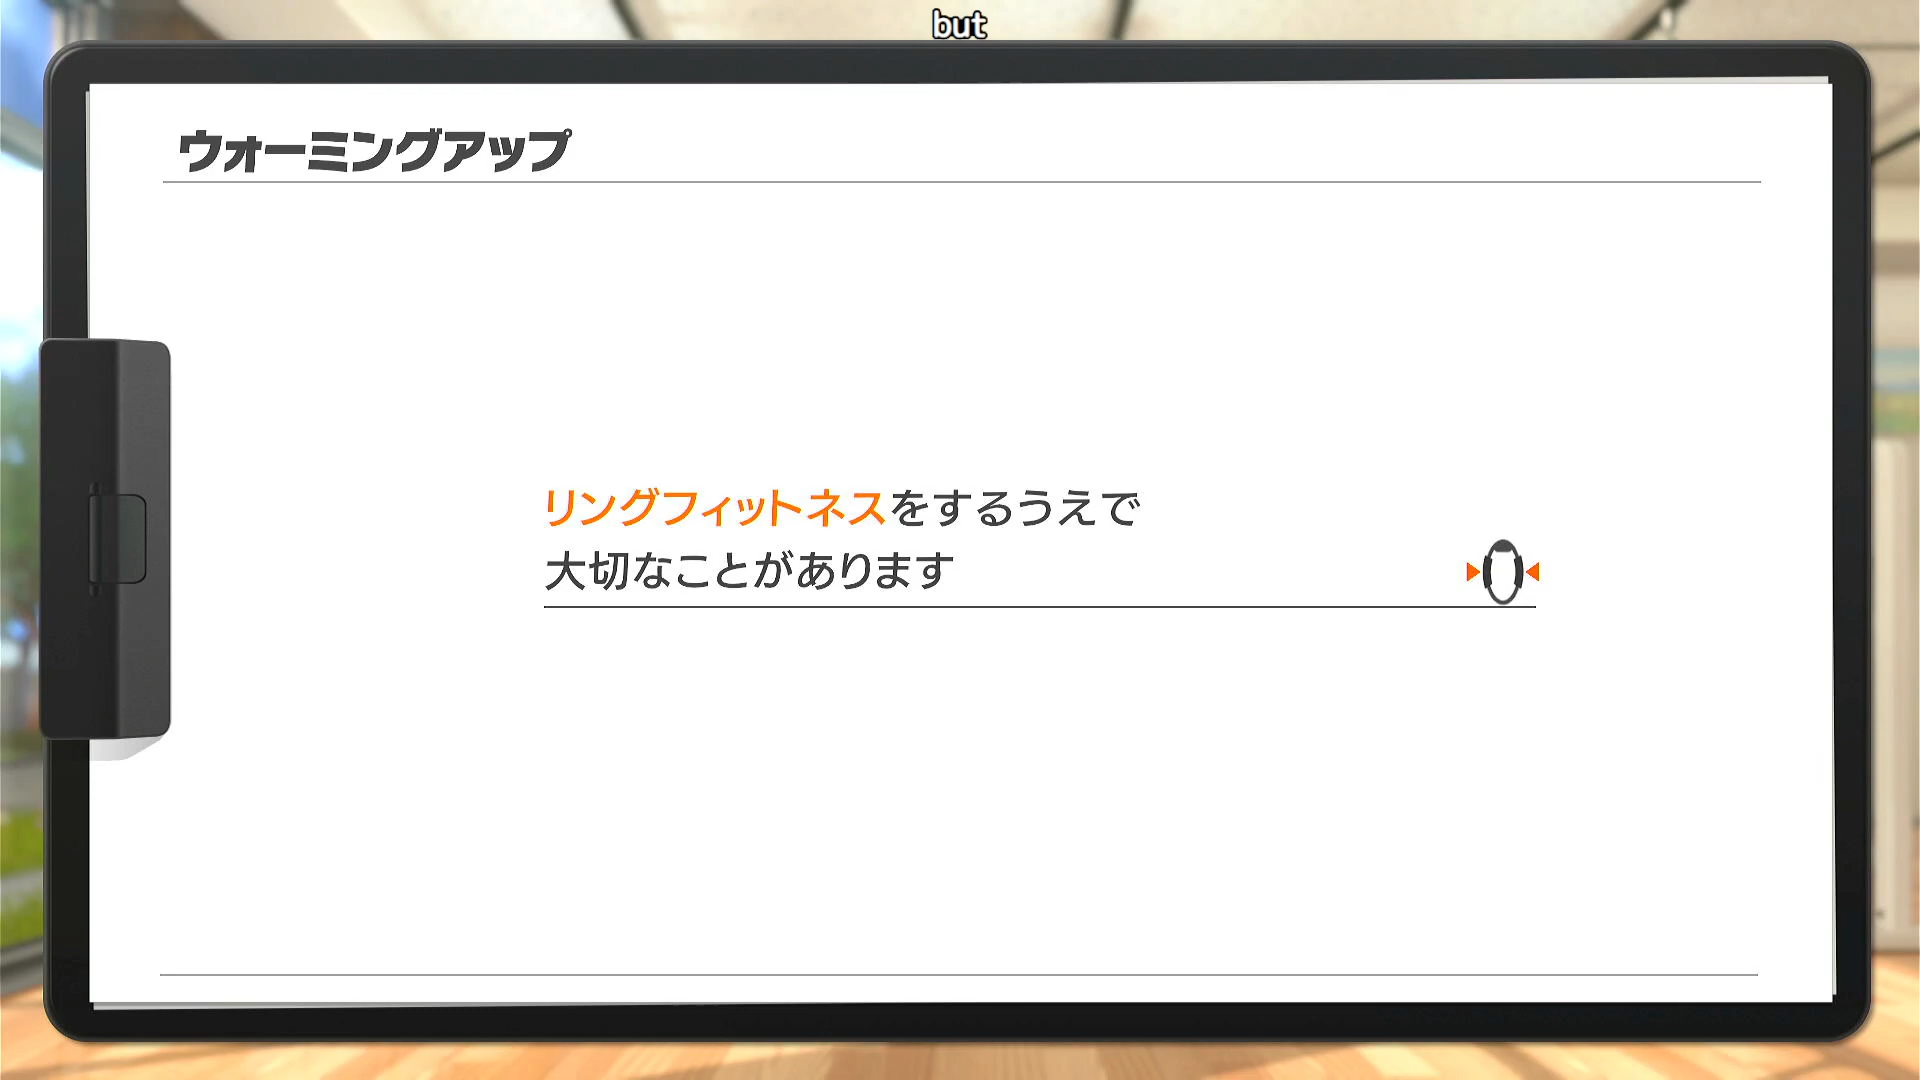 but
ウォーミングアップ
リングフィットネスをするうえで
大切なことがあります